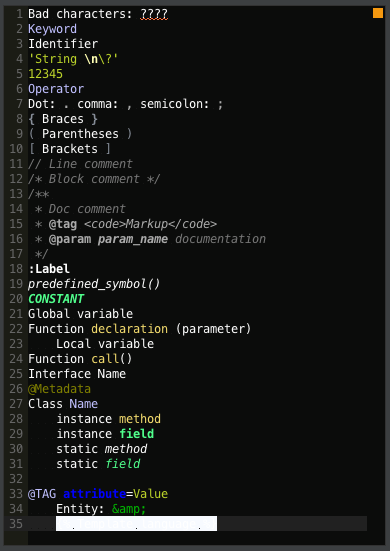 1 Bad characters: ????
2 Keyword
3 Identifier
4 'String \n\?'
5 12345
6 Operator
7 Dot: . comma: , semicolon: ;
8 { Braces }
9 ( Parentheses )
10 [ Brackets ]
11 // Line comment
12 /* Block comment */
13 /**
14 * Doc comment
15 * @tag <code>Markup</code>
16 * @param param_name documentation
17 */
18 :Label
19 predefined_symbol()
20 CONSTANT
21 Global variable
22 Function declaration (parameter)
23 Local variable
24 Function call()
25 Interface Name
26 @Metadata
27 Class Name
28 instance method
29 instance field
30 static method
31 static field
32
33 @TAG attribute=Value
34 Entity: &amp;
35